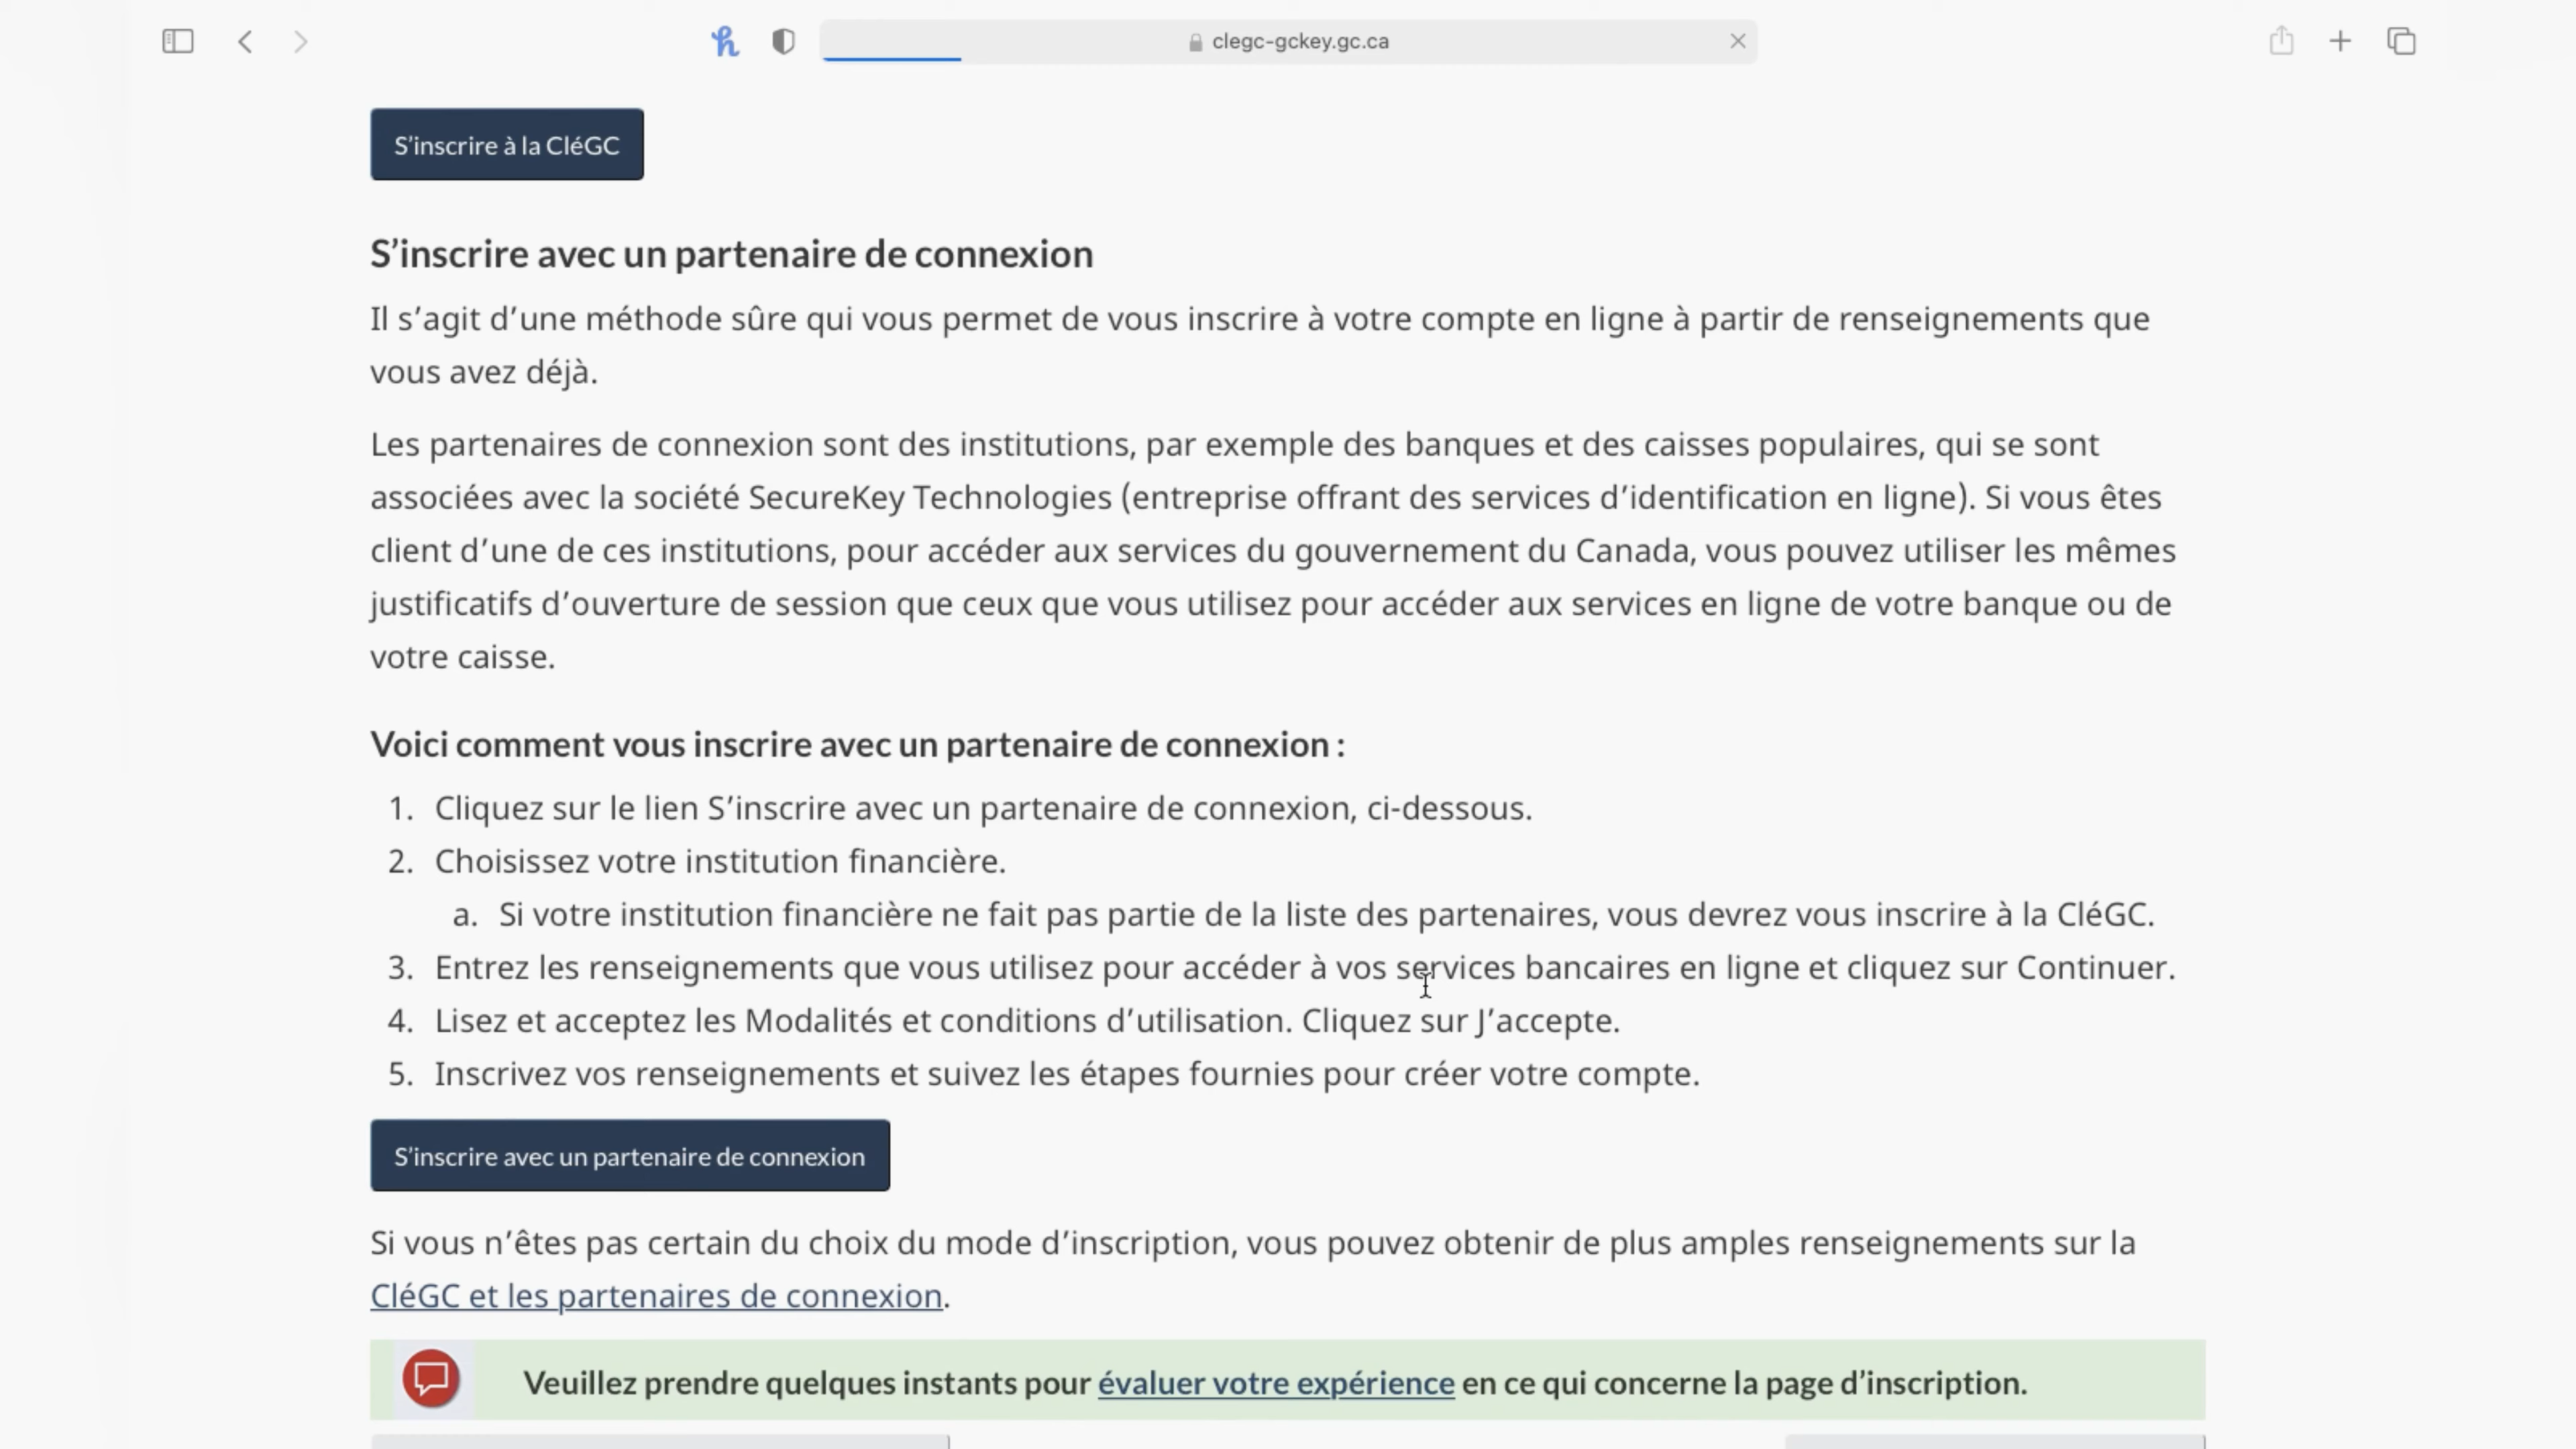 clegc-gckey.gc.ca
S’inscrire à la CléGC
S’inscrire avec un partenaire de connexion
Il s’agit d’une méthode sûre qui vous permet de vous inscrire à votre compte en ligne à partir de renseignements que
vous avez déjà.
Les partenaires de connexion sont des institutions, par exemple des banques et des caisses populaires, qui se sont
associées avec la société SecureKey Technologies (entreprise offrant des services d’identification en ligne). Si vous êtes
client d’une de ces institutions, pour accéder aux services du gouvernement du Canada, vous pouvez utiliser les mêmes
justificatifs d’ouverture de session que ceux que vous utilisez pour accéder aux services en ligne de votre banque ou de
votre caisse.
Voici comment vous inscrire avec un partenaire de connexion :
1. Cliquez sur le lien S’inscrire avec un partenaire de connexion, ci-dessous.
2. Choisissez votre institution financière.
a. Si votre institution financière ne fait pas partie de la liste des partenaires, vous devrez vous inscrire à la CléGC.
3. Entrez les renseignements que vous utilisez pour accéder à vos services bancaires en ligne et cliquez sur Continuer.
4. Lisez et acceptez les Modalités et conditions d’utilisation. Cliquez sur J’accepte.
5. Inscrivez vos renseignements et suivez les étapes fournies pour créer votre compte.
S’inscrire avec un partenaire de connexion
Si vous n’êtes pas certain du choix du mode d’inscription, vous pouvez obtenir de plus amples renseignements sur la
CléGC et les partenaires de connexion.
Veuillez prendre quelques instants pour évaluer votre expérience en ce qui concerne la page d’inscription.